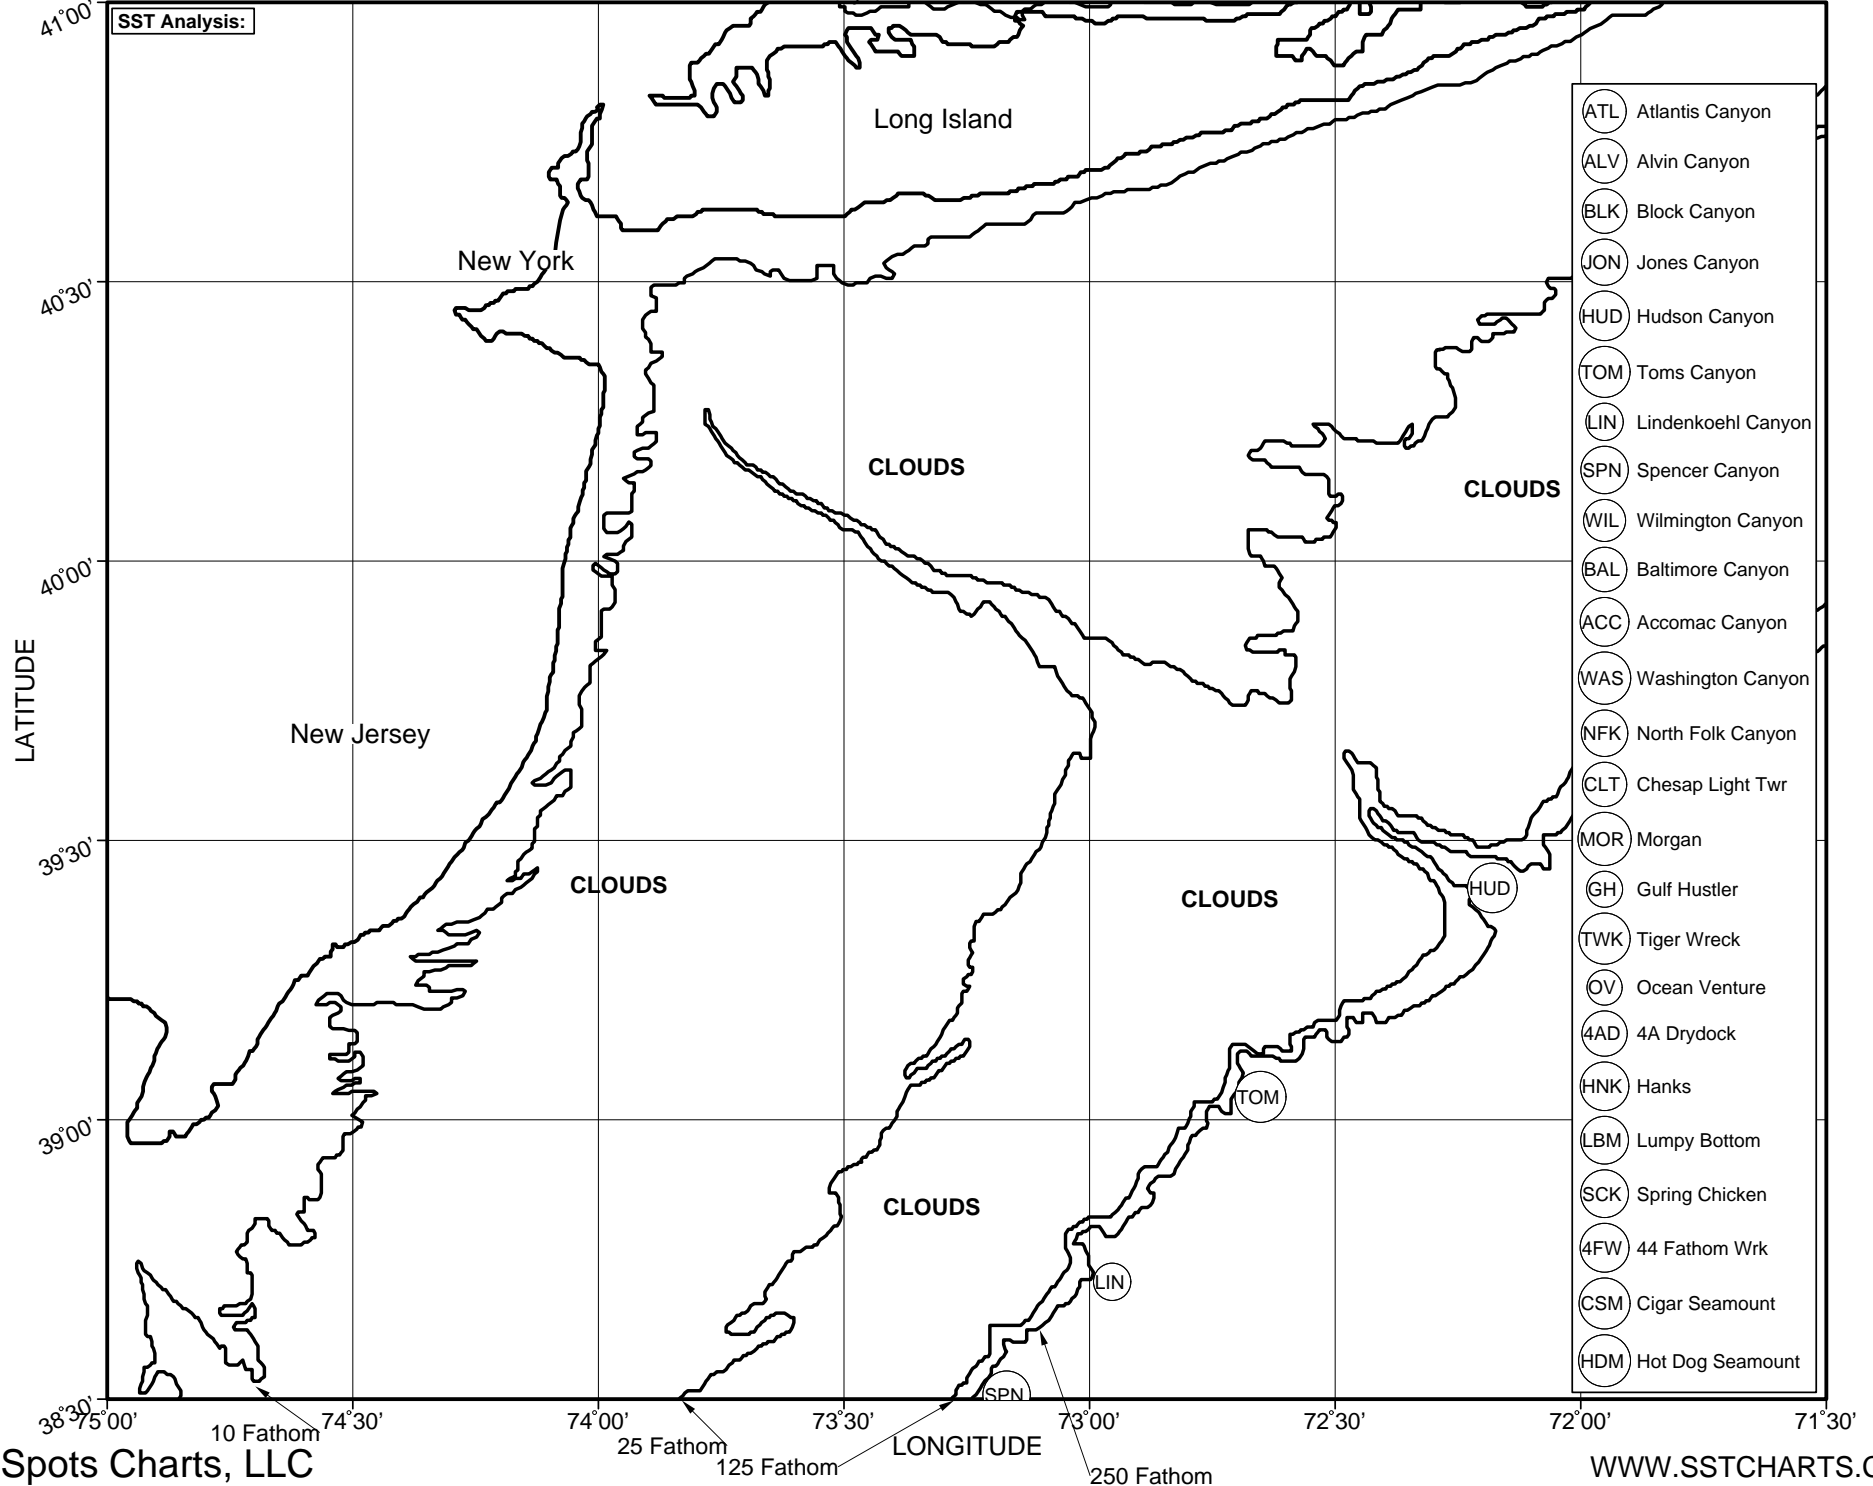 41°00'
SST Analysis:
Long Island
New York
40°30'
CLOUDS
CLOUDS
40°00'
LATITUDE
New Jersey
39°30'
CLOUDS
CLOUDS
HUD
TOM
39°00'
CLOUDS
LIN
SPN
38°30'
ATL Atlantis Canyon
ALV Alvin Canyon
BLK Block Canyon
JON Jones Canyon
HUD Hudson Canyon
TOM Toms Canyon
LIN Lindenkoehl Canyon
SPN Spencer Canyon
WIL Wilmington Canyon
BAL Baltimore Canyon
ACC Accomac Canyon
WAS Washington Canyon
NFK North Folk Canyon
CLT Chesap Light Twr
MOR Morgan
GH Gulf Hustler
TWK Tiger Wreck
OV Ocean Venture
4AD 4A Drydock
HNK Hanks
LBM Lumpy Bottom
SCK Spring Chicken
4FW 44 Fathom Wrk
CSM Cigar Seamount
HDM Hot Dog Seamount
75°00' 74°30' 74°00' 73°30' 73°00' 72°30' 72°00' 71°30'
10 Fathom
25 Fathom
LONGITUDE
125 Fathom
250 Fathom
Spots Charts, LLC
WWW.SSTCHARTS.C